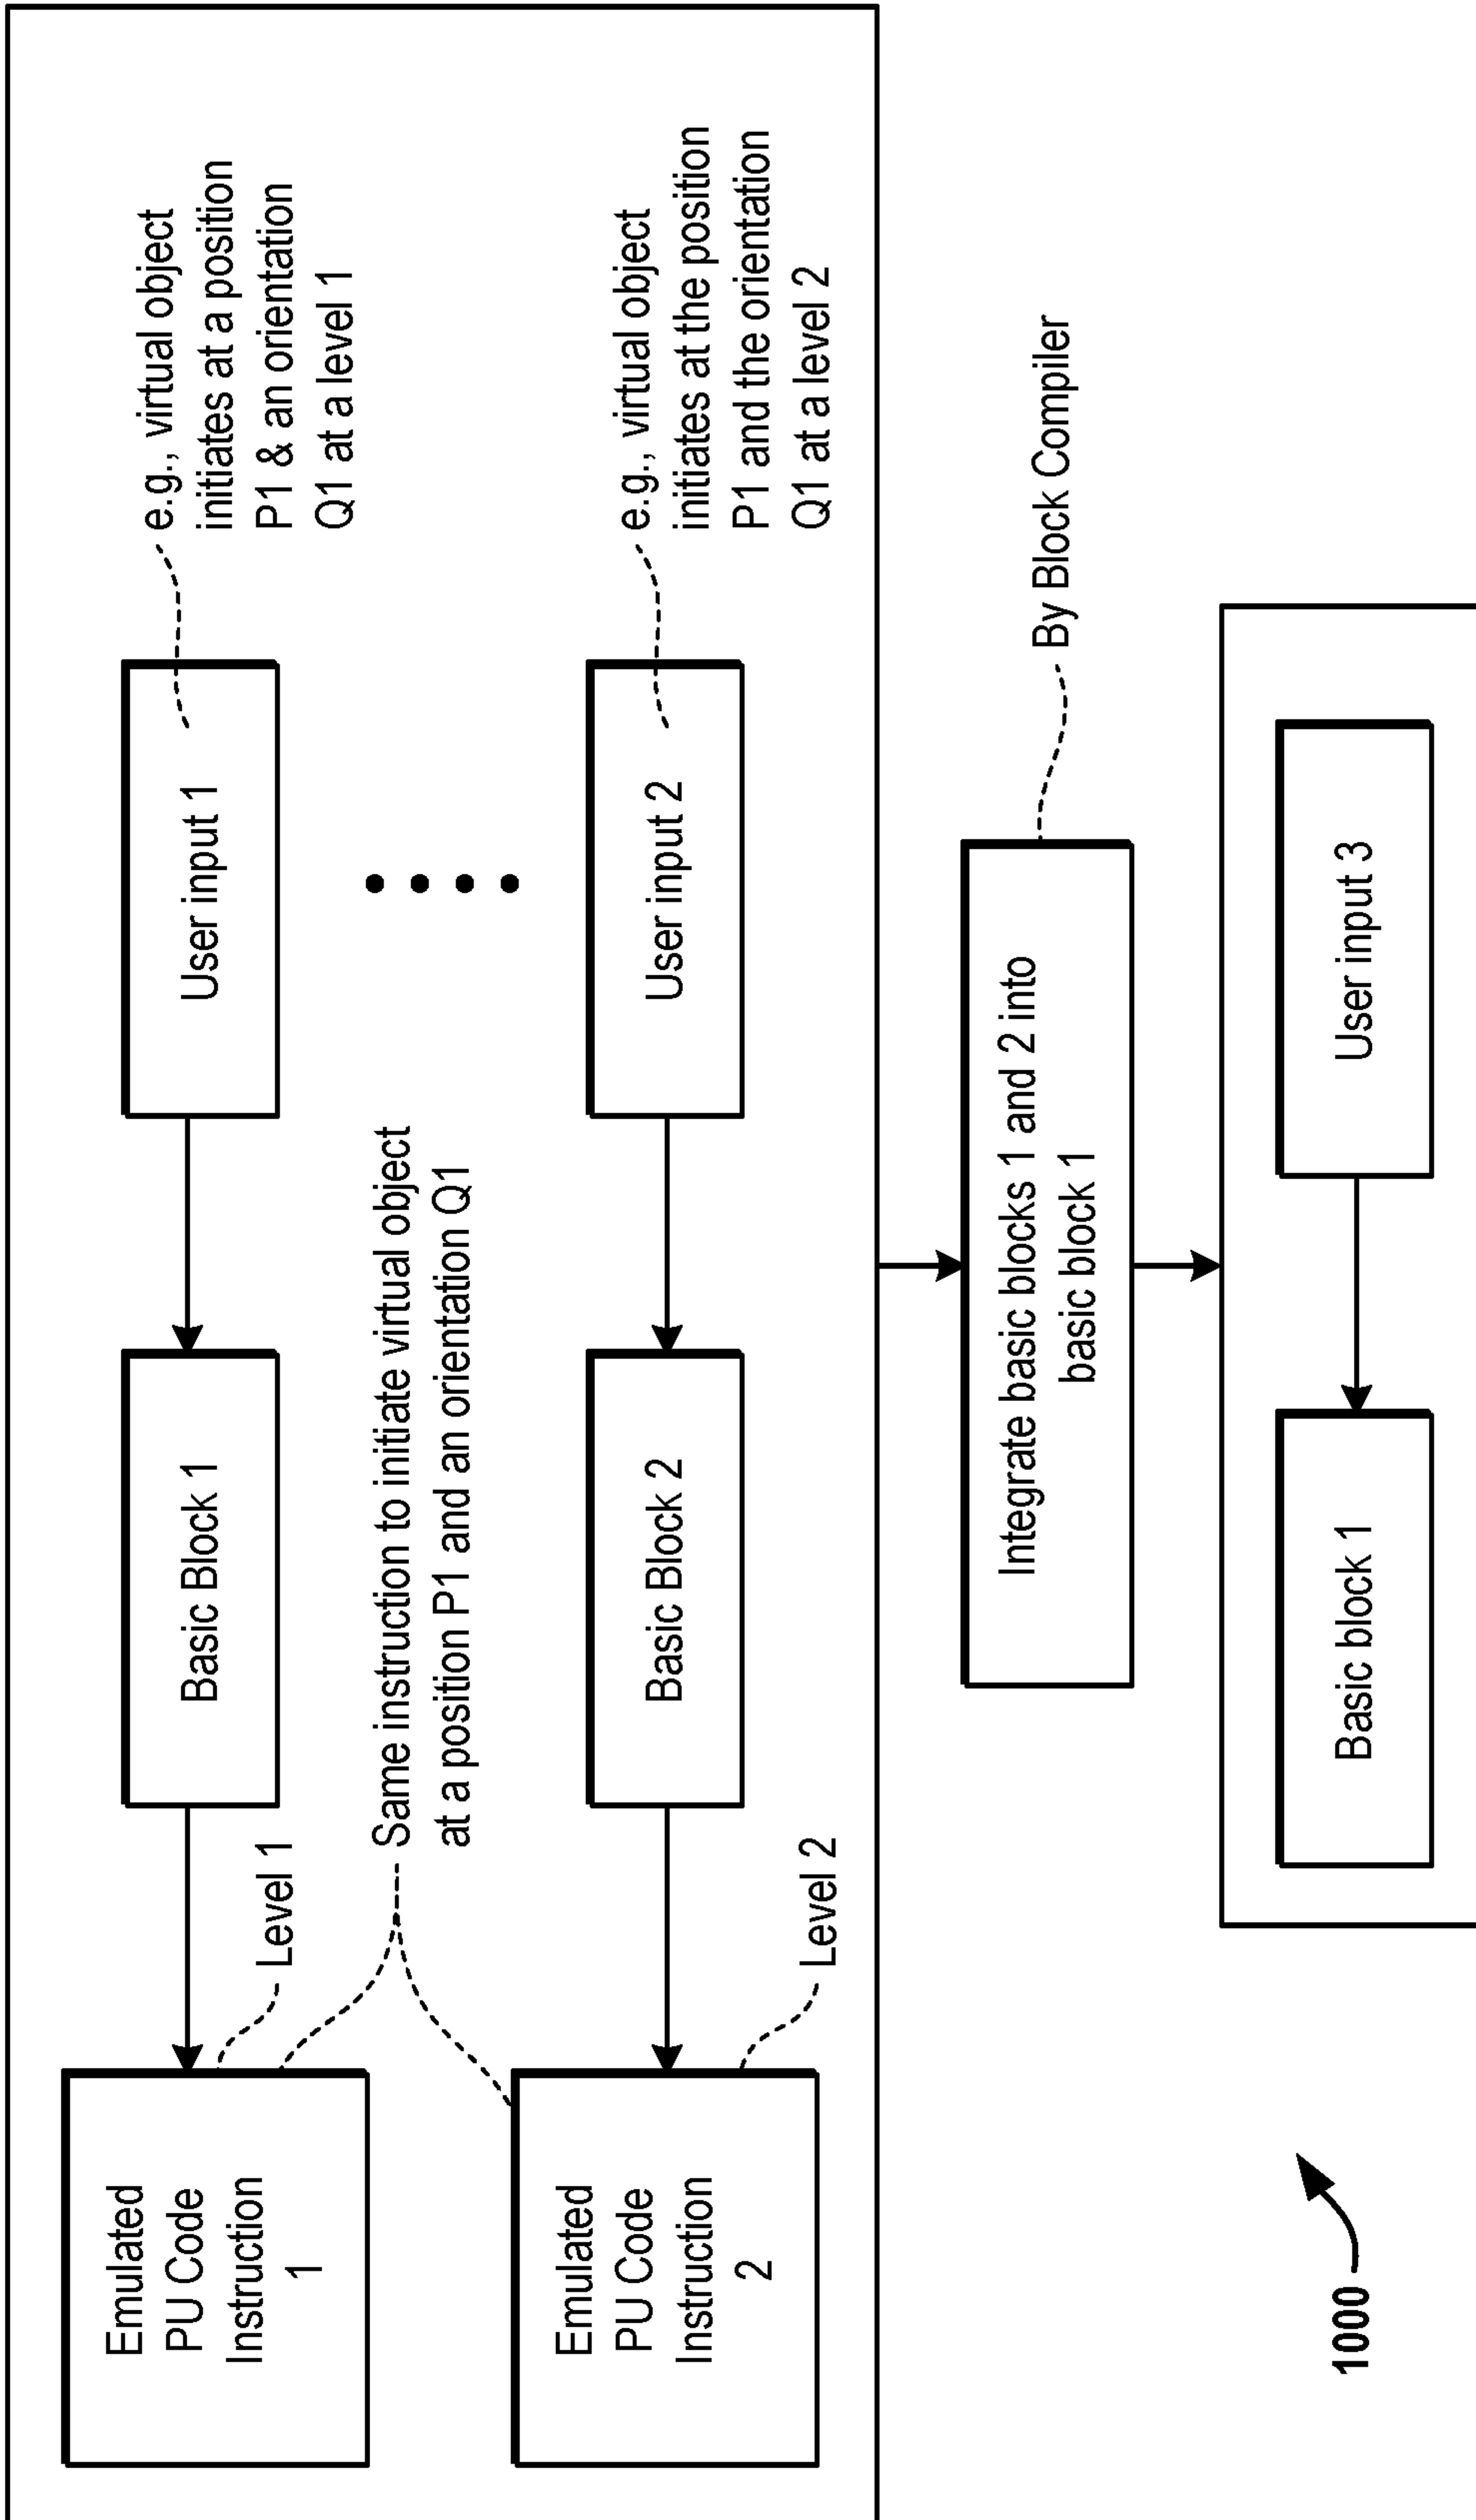 Emulated
PU Code
Instruction
1
Level 1
Basic Block 1
User input 1
e.g., virtual object
initiates at a position
P1 & an orientation
Q1 at a level 1
Same instruction to initiate virtual object
at a position P1 and an orientation Q1
Emulated
PU Code
Instruction
2
Level 2
Basic Block 2
User input 2
e.g., virtual object
initiates at the position
P1 and the orientation
Q1 at a level 2
Integrate basic blocks 1 and 2 into
basic block 1
By Block Compiler
1000
Basic block 1
User input 3